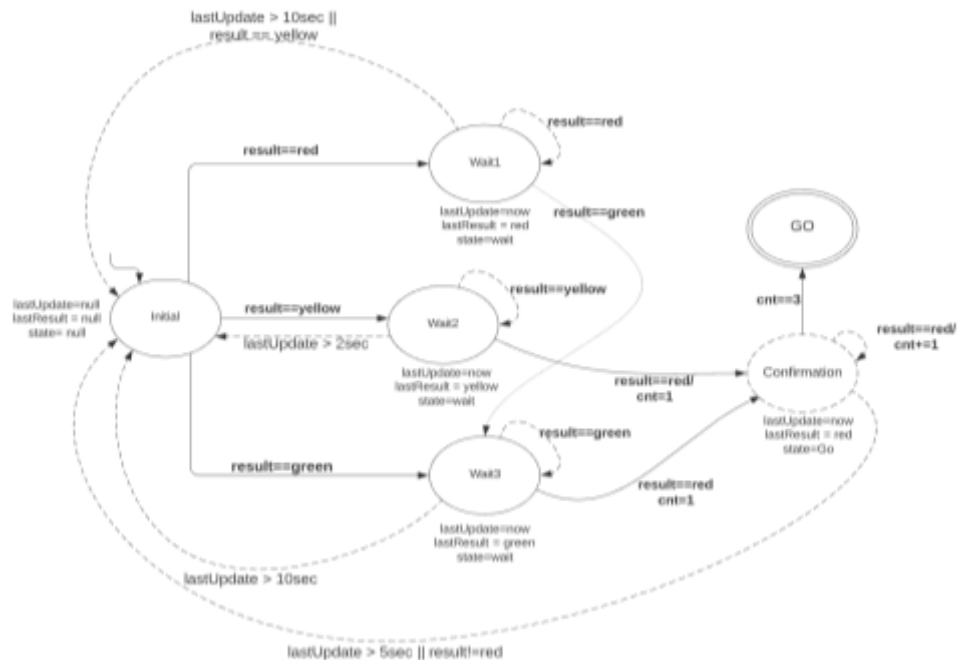 lastUpdate > 10sec ||
result == yellow
result==red
result==red
Wait1
lastUpdate=now
lastResult = red
state=wait
result==green
GO
lastUpdate=null
lastResult = null
state= null
Initial
result==yellow
result==yellow
Wait2
lastUpdate > 2sec
lastUpdate=now
lastResult = yellow
state=wait
cnt==3
result==red/
cnt+=1
Confirmation
result==red/
cnt=1
lastUpdate=now
lastResult = red
state=Go
result==green
result==green
Wait3
result==red
cnt=1
lastUpdate=now
lastResult = green
state=wait
lastUpdate > 10sec
lastUpdate > 5sec || result!=red